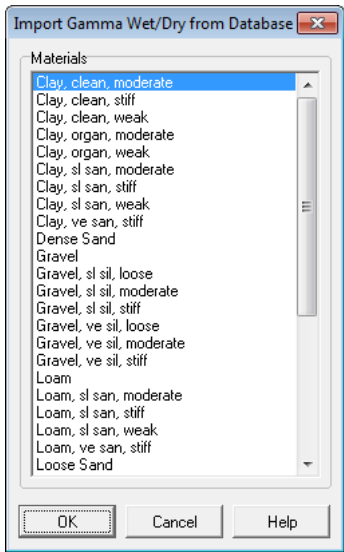 Import Gamma Wet/Dry from Database
Materials
Clay, clean, moderate
Clay, clean, stiff
Clay, clean, weak
Clay, organ, moderate
Clay, organ, weak
Clay, sl san, moderate
Clay, sl san, stiff
Clay, sl san, weak
Clay, ve san, stiff
Dense Sand
Gravel
Gravel, sl sil, loose
Gravel, sl sil, moderate
Gravel, sl sil, stiff
Gravel, ve sil, loose
Gravel, ve sil, moderate
Gravel, ve sil, stiff
Loam
Loam, sl san, moderate
Loam, sl san, stiff
Loam, sl san, weak
Loam, ve san, stiff
Loose Sand
OK Cancel Help